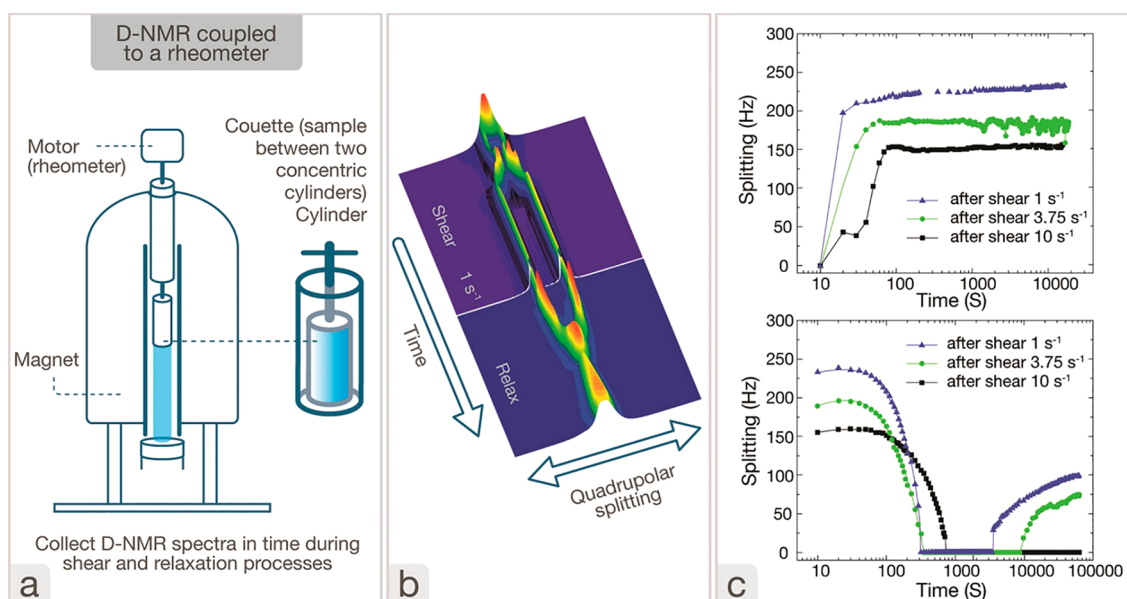 D-NMR coupled
to a rheometer
Motor
(rheometer)
Couette (sample
between two
concentric
cylinders)
Cylinder
Magnet
Collect D-NMR spectra in time during
shear and relaxation processes
a
Shear 1 s⁻¹
Time
Relax
Quadrupolar
splitting
b
300
250
200
150
100
50
0
Splitting (Hz)
after shear 1 s⁻¹
after shear 3.75 s⁻¹
after shear 10 s⁻¹
10 100 1000 10000
Time (S)
300
250
200
150
100
50
0
Splitting (Hz)
after shear 1 s⁻¹
after shear 3.75 s⁻¹
after shear 10 s⁻¹
10 100 1000 10000 100000
Time (S)
c